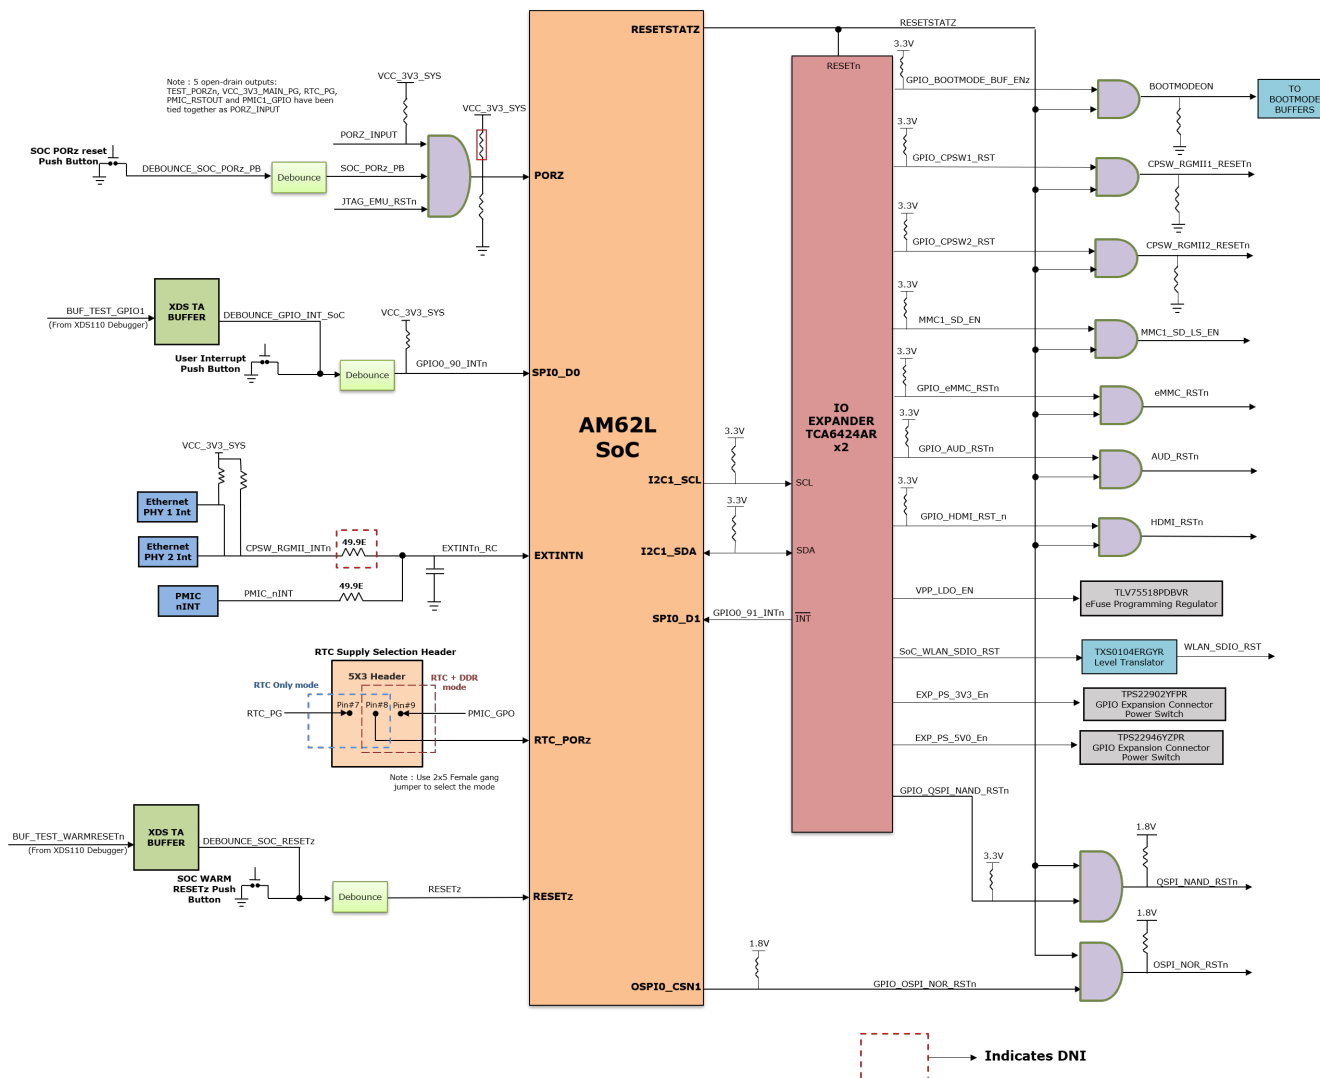 RESETSTATZ
RESETSTATZ
3.3V
RESETn
GPIO_BOOTMODE_BUF_ENz
BOOTMODEON
TO
BOOTMODE
BUFFERS
Note : 5 open-drain outputs:
TEST_PORZn, VCC_3V3_MAIN_PG, RTC_PG,
PMIC_RSTOUT and PMIC1_GPIO have been
tied together as PORZ_INPUT
VCC_3V3_SYS
VCC_3V3_SYS
PORZ_INPUT
SOC PORz reset
Push Button
DEBOUNCE_SOC_PORz_PB
Debounce
SOC_PORz_PB
JTAG_EMU_RSTn
PORZ
3.3V
GPIO_CPSW1_RST
CPSW_RGMII1_RESETn
3.3V
GPIO_CPSW2_RST
CPSW_RGMII2_RESETn
BUF_TEST_GPIO1
(From XDS110 Debugger)
XDS TA
BUFFER
DEBOUNCE_GPIO_INT_SoC
VCC_3V3_SYS
User Interrupt
Push Button
Debounce
GPIO0_90_INTn
SPI0_D0
3.3V
MMC1_SD_EN
MMC1_SD_LS_EN
3.3V
GPIO_eMMC_RSTn
eMMC_RSTn
AM62L
SoC
IO
EXPANDER
TCA6424AR
x2
3.3V
GPIO_AUD_RSTn
AUD_RSTn
3.3V
I2C1_SCL
SCL
3.3V
GPIO_HDMI_RST_n
HDMI_RSTn
3.3V
I2C1_SDA
SDA
VCC_3V3_SYS
Ethernet
PHY 1 Int
Ethernet
PHY 2 Int
CPSW_RGMII_INTn
49.9E
EXTINTn_RC
EXTINTN
PMIC
nINT
PMIC_nINT
49.9E
SPI0_D1
GPIO0_91_INTn
INT
VPP_LDO_EN
TLV75518PDBVR
eFuse Programming Regulator
SoC_WLAN_SDIO_RST
TXS0104ERGYR
Level Translator
WLAN_SDIO_RST
RTC Supply Selection Header
5X3 Header
RTC Only mode
RTC + DDR
mode
RTC_PG
Pin#7
Pin#8
Pin#9
PMIC_GPO
RTC_PORz
Note : Use 2x5 Female gang
jumper to select the mode
EXP_PS_3V3_En
TPS22902YFPR
GPIO Expansion Connector
Power Switch
EXP_PS_5V0_En
TPS22946YZPR
GPIO Expansion Connector
Power Switch
GPIO_QSPI_NAND_RSTn
BUF_TEST_WARMRESETn
(From XDS110 Debugger)
XDS TA
BUFFER
DEBOUNCE_SOC_RESETz
SOC WARM
RESETz Push
Button
Debounce
RESETz
RESETz
3.3V
1.8V
QSPI_NAND_RSTn
1.8V
OSPI_NOR_RSTn
1.8V
OSPI0_CSN1
GPIO_OSPI_NOR_RSTn
Indicates DNI